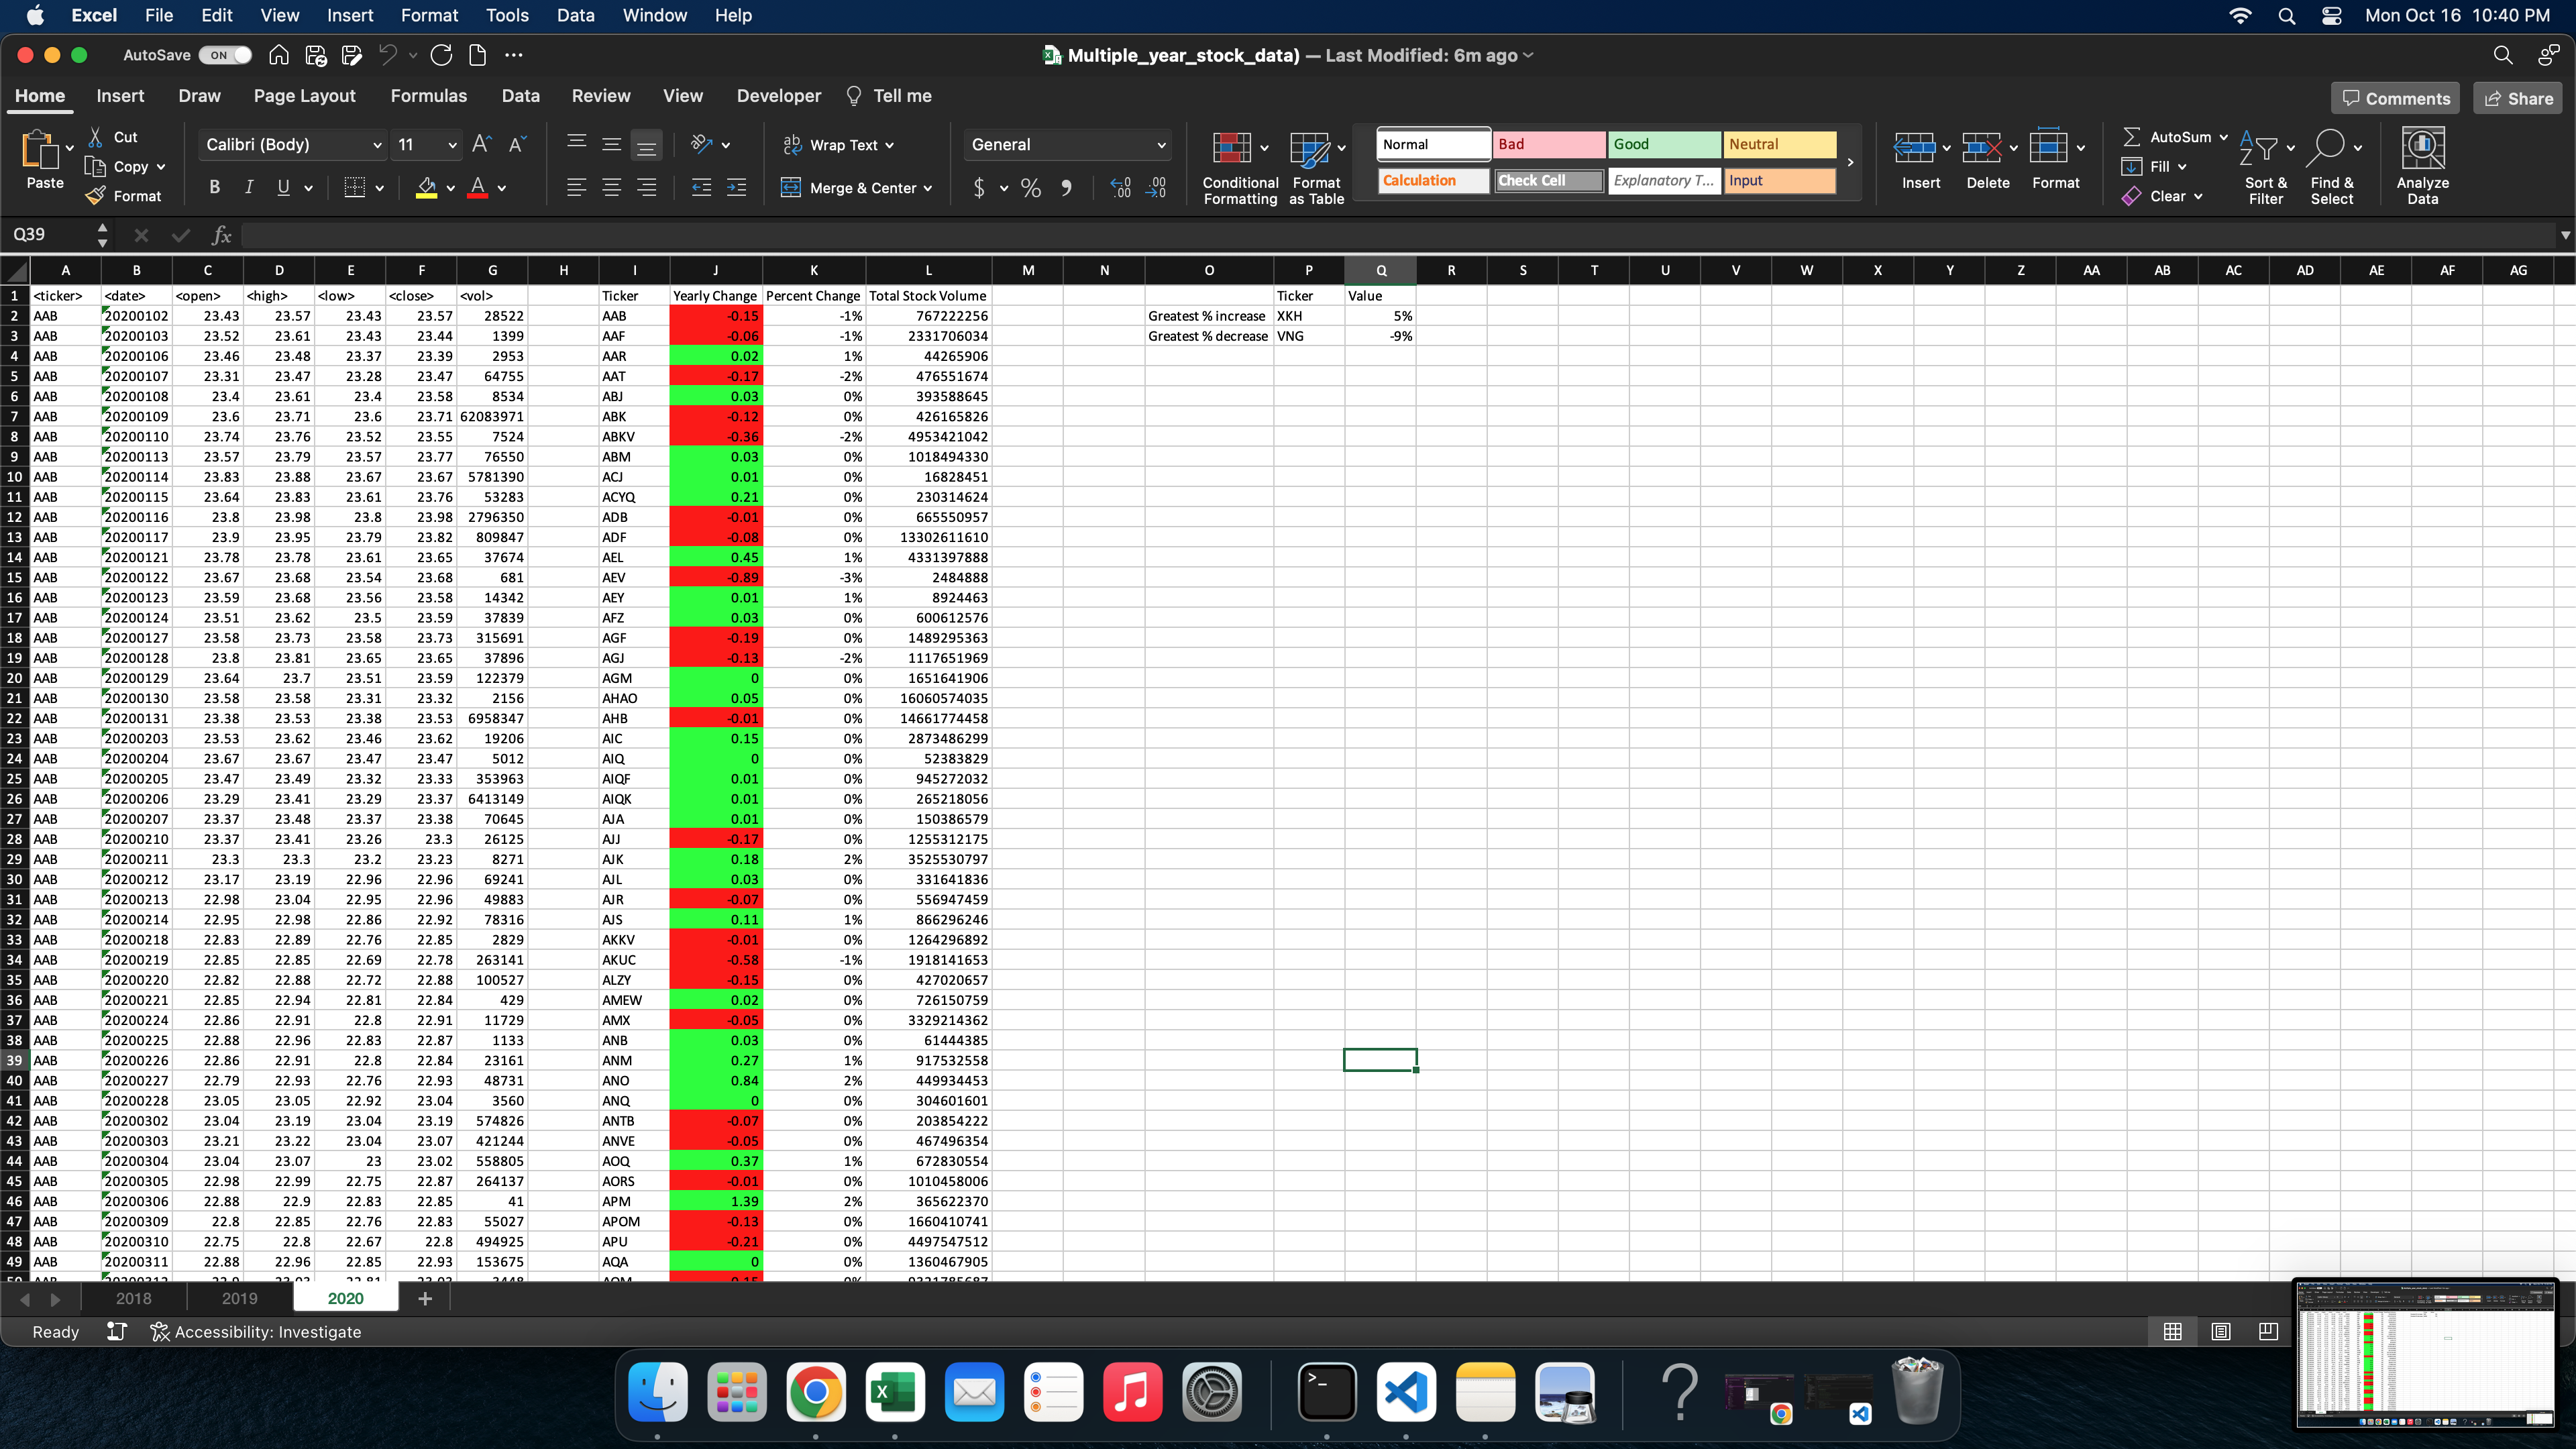 Excel File Edit View Insert Format Tools Data Window Help Mon Oct 16 10:40 PM
AutoSave ON Multiple_year_stock_data) — Last Modified: 6m ago
Home Insert Draw Page Layout Formulas Data Review View Developer Tell me Comments Share
Paste Cut Copy Format
Calibri (Body) 11
B I U
Wrap Text
Merge & Center
General
$ % 
Conditional Formatting
Format as Table
Normal Bad Good Neutral
Calculation Check Cell Explanatory T... Input
Insert Delete Format
AutoSum
Fill
Clear
Sort & Filter
Find & Select
Analyze Data
Q39 fx
A B C D E F G H I J K L M N O P Q R S T U V W X Y Z AA AB AC AD AE AF AG
1 <ticker> <date> <open> <high> <low> <close> <vol> Ticker Yearly Change Percent Change Total Stock Volume Ticker Value
2 AAB 20200102 23.43 23.57 23.43 23.57 28522 AAB -0.15 -1% 767222256 Greatest % increase XKH 5%
3 AAB 20200103 23.52 23.61 23.43 23.44 1399 AAF -0.06 -1% 2331706034 Greatest % decrease VNG -9%
4 AAB 20200106 23.46 23.48 23.37 23.39 2953 AAR 0.02 1% 44265906
5 AAB 20200107 23.31 23.47 23.28 23.47 64755 AAT -0.17 -2% 476551674
6 AAB 20200108 23.4 23.61 23.4 23.58 8534 ABJ 0.03 0% 393588645
7 AAB 20200109 23.6 23.71 23.6 23.71 62083971 ABK -0.12 0% 426165826
8 AAB 20200110 23.74 23.76 23.52 23.55 7524 ABKV -0.36 -2% 4953421042
9 AAB 20200113 23.57 23.79 23.57 23.77 76550 ABM 0.03 0% 1018494330
10 AAB 20200114 23.83 23.88 23.67 23.67 5781390 ACJ 0.01 0% 16828451
11 AAB 20200115 23.64 23.83 23.61 23.76 53283 ACYQ 0.21 0% 230314624
12 AAB 20200116 23.8 23.98 23.8 23.98 2796350 ADB -0.01 0% 665550957
13 AAB 20200117 23.9 23.95 23.79 23.82 809847 ADF -0.08 0% 13302611610
14 AAB 20200121 23.78 23.78 23.61 23.65 37674 AEL 0.45 1% 4331397888
15 AAB 20200122 23.67 23.68 23.54 23.68 681 AEV -0.89 -3% 2484888
16 AAB 20200123 23.59 23.68 23.56 23.58 14342 AEY 0.01 1% 8924463
17 AAB 20200124 23.51 23.62 23.5 23.59 37839 AFZ 0.03 0% 600612576
18 AAB 20200127 23.58 23.73 23.58 23.73 315691 AGF -0.19 0% 1489295363
19 AAB 20200128 23.8 23.81 23.65 23.65 37896 AGJ -0.13 -2% 1117651969
20 AAB 20200129 23.64 23.7 23.51 23.59 122379 AGM 0 0% 1651641906
21 AAB 20200130 23.58 23.58 23.31 23.32 2156 AHAO 0.05 0% 16060574035
22 AAB 20200131 23.38 23.53 23.38 23.53 6958347 AHB -0.01 0% 14661774458
23 AAB 20200203 23.53 23.62 23.46 23.62 19206 AIC 0.15 0% 2873486299
24 AAB 20200204 23.67 23.67 23.47 23.47 5012 AIQ 0 0% 52383829
25 AAB 20200205 23.47 23.49 23.32 23.33 353963 AIQF 0.01 0% 945272032
26 AAB 20200206 23.29 23.41 23.29 23.37 6413149 AIQK 0.01 0% 265218056
27 AAB 20200207 23.37 23.48 23.37 23.38 70645 AJA 0.01 0% 150386579
28 AAB 20200210 23.37 23.41 23.26 23.3 26125 AJJ -0.17 0% 1255312175
29 AAB 20200211 23.3 23.3 23.2 23.23 8271 AJK 0.18 2% 3525530797
30 AAB 20200212 23.17 23.19 22.96 22.96 69241 AJL 0.03 0% 331641836
31 AAB 20200213 22.98 23.04 22.95 22.96 49883 AJR -0.07 0% 556947459
32 AAB 20200214 22.95 22.98 22.86 22.92 78316 AJS 0.11 1% 866296246
33 AAB 20200218 22.83 22.89 22.76 22.85 2829 AKKV -0.01 0% 1264296892
34 AAB 20200219 22.85 22.85 22.69 22.78 263141 AKUC -0.58 -1% 1918141653
35 AAB 20200220 22.82 22.88 22.72 22.88 100527 ALZY -0.15 0% 427020657
36 AAB 20200221 22.85 22.94 22.81 22.84 429 AMEW 0.02 0% 726150759
37 AAB 20200224 22.86 22.91 22.8 22.91 11729 AMX -0.05 0% 3329214362
38 AAB 20200225 22.88 22.96 22.83 22.87 1133 ANB 0.03 0% 61444385
39 AAB 20200226 22.86 22.91 22.8 22.84 23161 ANM 0.27 1% 917532558
40 AAB 20200227 22.79 22.93 22.76 22.93 48731 ANO 0.84 2% 449934453
41 AAB 20200228 23.05 23.05 22.92 23.04 3560 ANQ 0 0% 304601601
42 AAB 20200302 23.04 23.19 23.04 23.19 574826 ANTB -0.07 0% 203854222
43 AAB 20200303 23.21 23.22 23.04 23.07 421244 ANVE -0.05 0% 467496354
44 AAB 20200304 23.04 23.07 23 23.02 558805 AOQ 0.37 1% 672830554
45 AAB 20200305 22.98 22.99 22.75 22.87 264137 AORS -0.01 0% 1010458006
46 AAB 20200306 22.88 22.9 22.83 22.85 41 APM 1.39 2% 365622370
47 AAB 20200309 22.8 22.85 22.76 22.83 55027 APOM -0.13 0% 1660410741
48 AAB 20200310 22.75 22.8 22.67 22.8 494925 APU -0.21 0% 4497547512
49 AAB 20200311 22.88 22.96 22.85 22.93 153675 AQA 0 0% 1360467905
2018 2019 2020
Ready Accessibility: Investigate